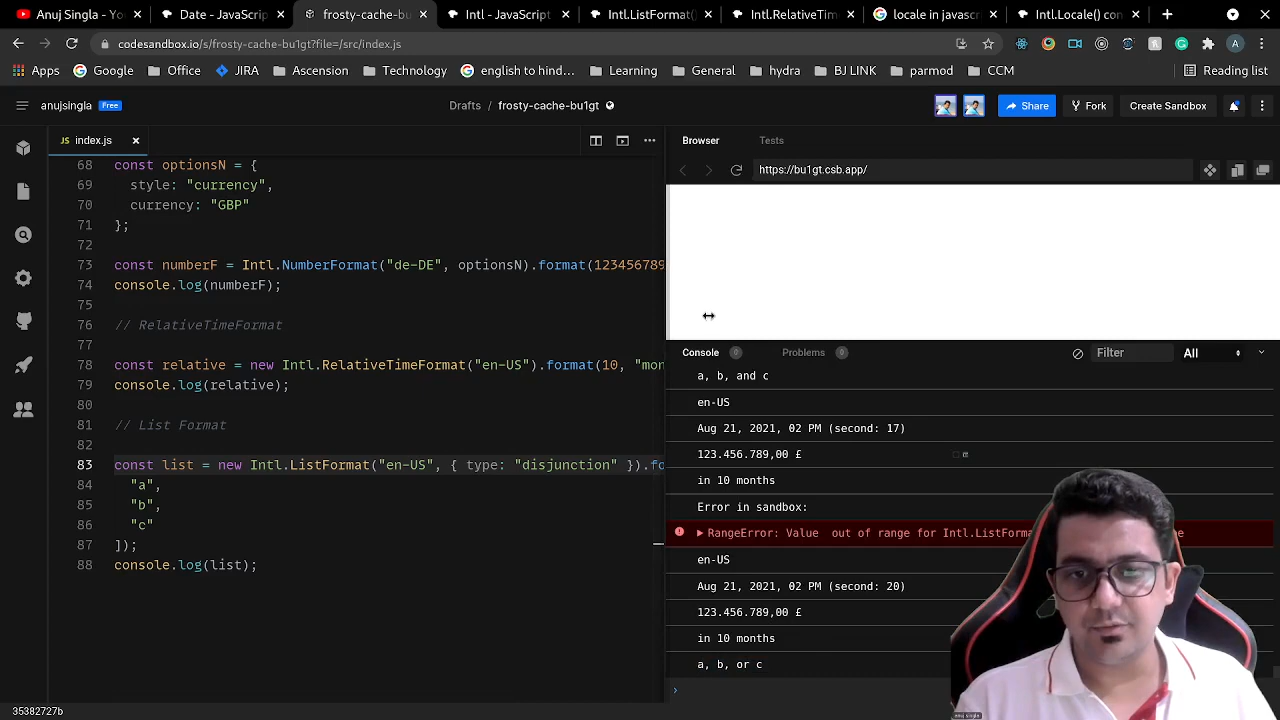 Anuj Singla - You
Date - JavaScript
frosty-cache-bu
Intl - JavaScript
Intl.ListFormat()
Intl.RelativeTim
locale in javascr
Intl.Locale() con
codesandbox.io/s/frosty-cache-bu1gt?file=/src/index.js
A
Apps
Google
Office
JIRA
Ascension
Technology
english to hind...
Learning
General
hydra
BJ LINK
parmod
CCM
Reading list
anujsingla Free
Drafts / frosty-cache-bu1gt
Share
Fork
Create Sandbox
JS index.js
Browser
Tests
https://bu1gt.csb.app/
68 const optionsN = {
69 style: "currency",
70 currency: "GBP"
71 };
72
73 const numberF = Intl.NumberFormat("de-DE", optionsN).format(123456789
74 console.log(numberF);
75
76 // RelativeTimeFormat
77
78 const relative = new Intl.RelativeTimeFormat("en-US").format(10, "mon
79 console.log(relative);
80
81 // List Format
82
83 const list = new Intl.ListFormat("en-US", { type: "disjunction" }).fo
84 "a",
85 "b",
86 "c"
87 ]);
88 console.log(list);
Console 0
Problems 0
Filter
All
a, b, and c
en-US
Aug 21, 2021, 02 PM (second: 17)
123.456.789,00 £
in 10 months
Error in sandbox:
RangeError: Value out of range for Intl.ListForma
en-US
Aug 21, 2021, 02 PM (second: 20)
123.456.789,00 £
in 10 months
a, b, or c
35382727b
anuj singla